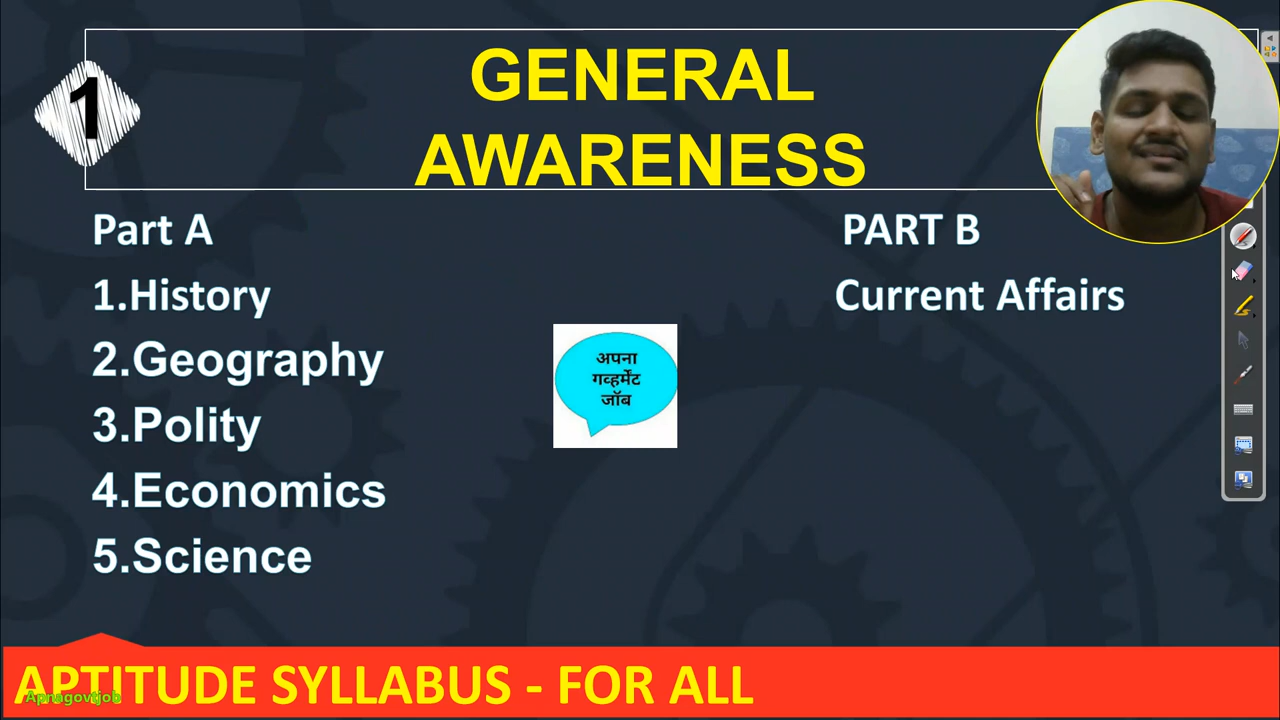 1
GENERAL
AWARENESS
Part A
1.History
2.Geography
3.Polity
4.Economics
5.Science
PART B
Current Affairs
अपना
गव्हर्मेंट
जॉब
APTITUDE SYLLABUS - FOR ALL
Apnagovtjob